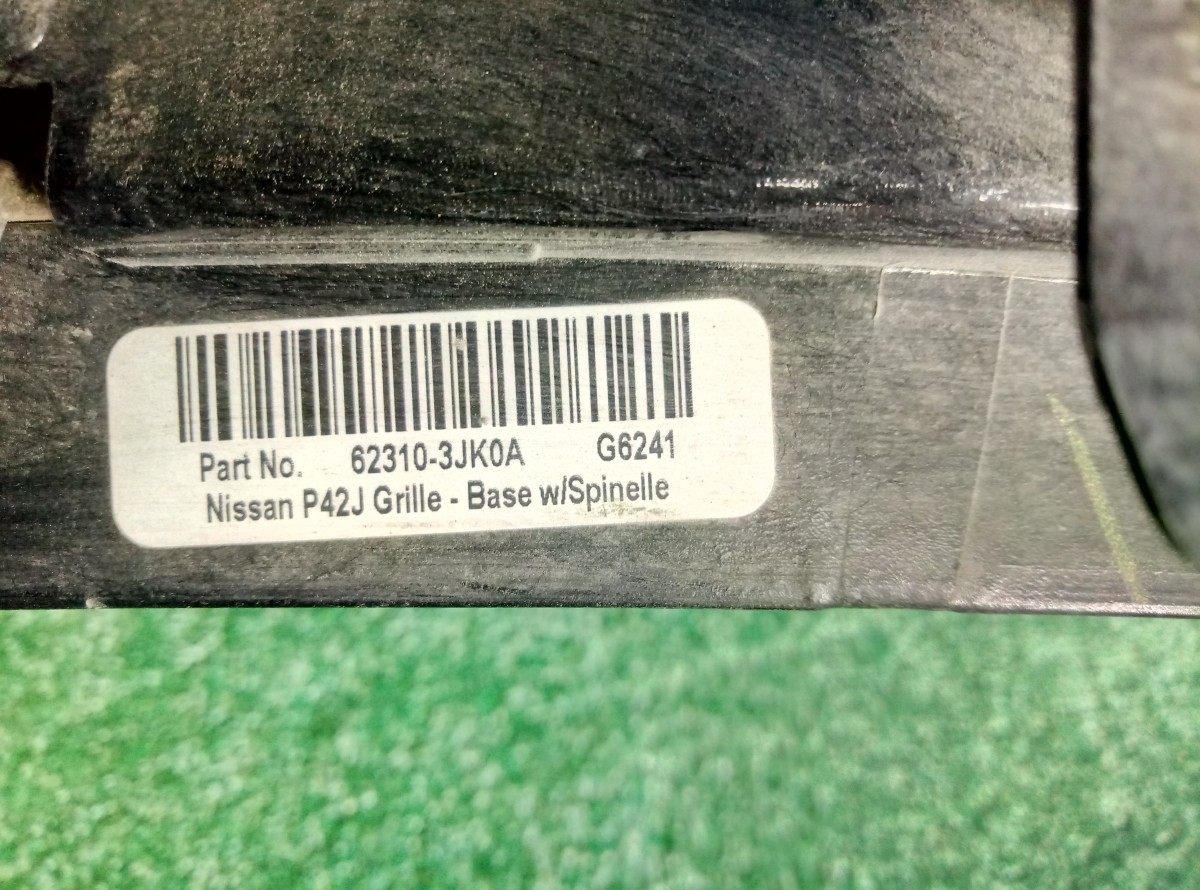 Part No. 62310-3JK0A G6241
Nissan P42J Grille - Base w/Spinelle